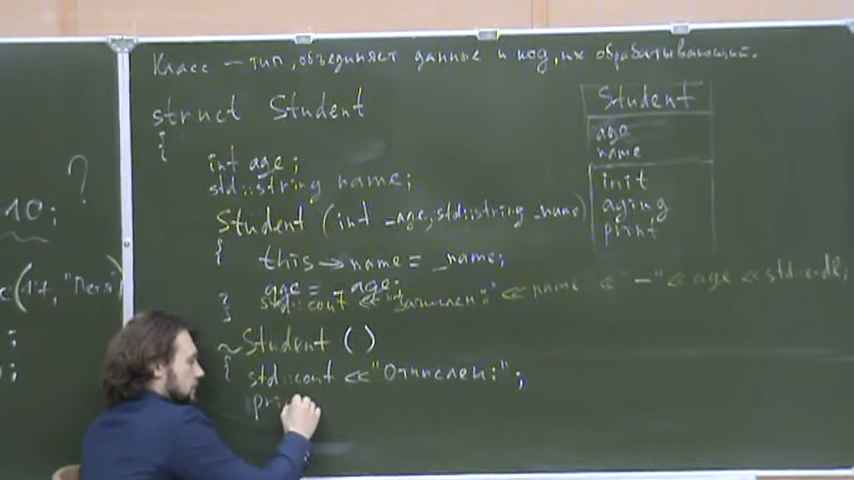 Класс — тип, объединяет данные и код, их обрабатывающий.
struct Student
{
int age;
std::string name;
Student (int _age, std::string _name)
{
this->name = _name;
age = _age;
std::cout << "Зачислен:" << name << "—" << age << std::endl;
}
~Student ()
{
std::cout << "Отчислен:";
pri
Student
age
name
init
aging
print
?
10;
"Петя")
;
);